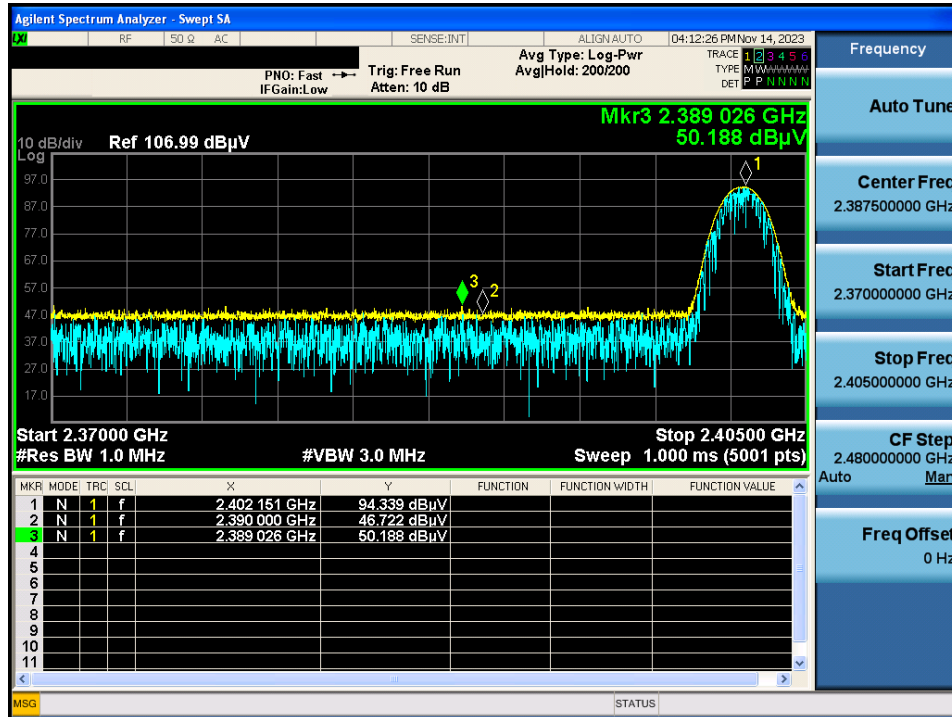 Agilent Spectrum Analyzer - Swept SA
LXI RF 50 Ω AC SENSE:INT ALIGN AUTO 04:12:26 PM Nov 14, 2023
PNO: Fast Trig: Free Run Avg Type: Log-Pwr TRACE 1 2 3 4 5 6
IFGain:Low Atten: 10 dB Avg|Hold: 200/200 TYPE M W W W W W
DET P P N N N N
Mkr3 2.389 026 GHz
50.188 dBµV
10 dB/div Ref 106.99 dBµV
Log
97.0
87.0
77.0
67.0
57.0
47.0
37.0
27.0
17.0
1
3
2
Start 2.37000 GHz Stop 2.40500 GHz
#Res BW 1.0 MHz #VBW 3.0 MHz Sweep 1.000 ms (5001 pts)
MKR MODE TRC SCL X Y FUNCTION FUNCTION WIDTH FUNCTION VALUE
1 N 1 f 2.402 151 GHz 94.339 dBµV
2 N 1 f 2.390 000 GHz 46.722 dBµV
3 N 1 f 2.389 026 GHz 50.188 dBµV
4
5
6
7
8
9
10
11
MSG STATUS
Frequency
Auto Tune
Center Freq
2.387500000 GHz
Start Freq
2.370000000 GHz
Stop Freq
2.405000000 GHz
CF Step
2.480000000 GHz
Auto Man
Freq Offset
0 Hz